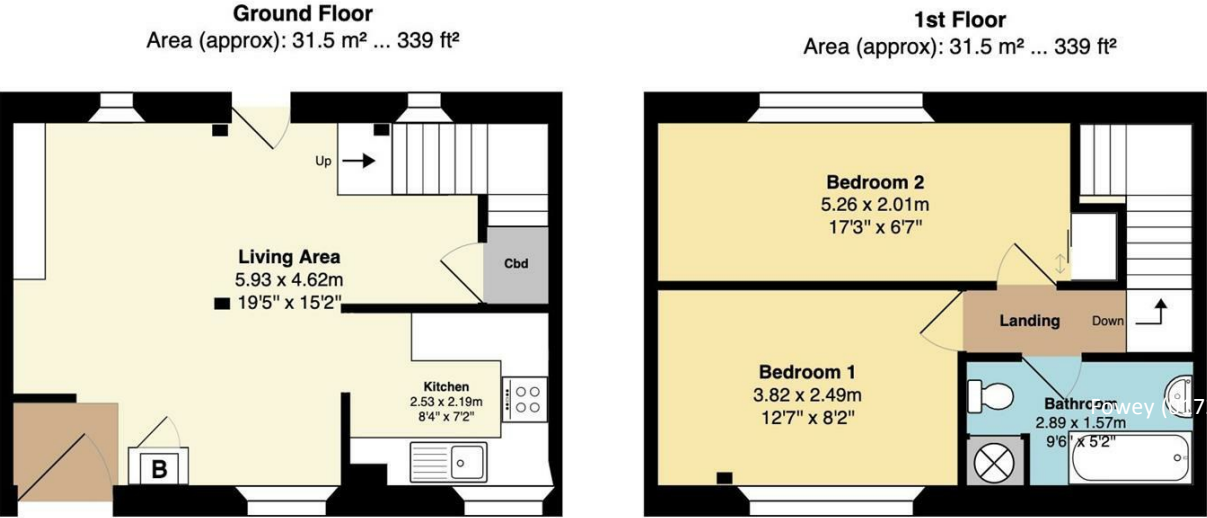 Ground Floor
Area (approx): 31.5 m² ... 339 ft²
Up
Living Area
5.93 x 4.62m
19'5" x 15'2"
Cbd
Kitchen
2.53 x 2.19m
8'4" x 7'2"
B
1st Floor
Area (approx): 31.5 m² ... 339 ft²
Bedroom 2
5.26 x 2.01m
17'3" x 6'7"
Landing
Down
Bedroom 1
3.82 x 2.49m
12'7" x 8'2"
Bathroom
Fowey
2.89 x 1.57m
9'6" x 5'2"